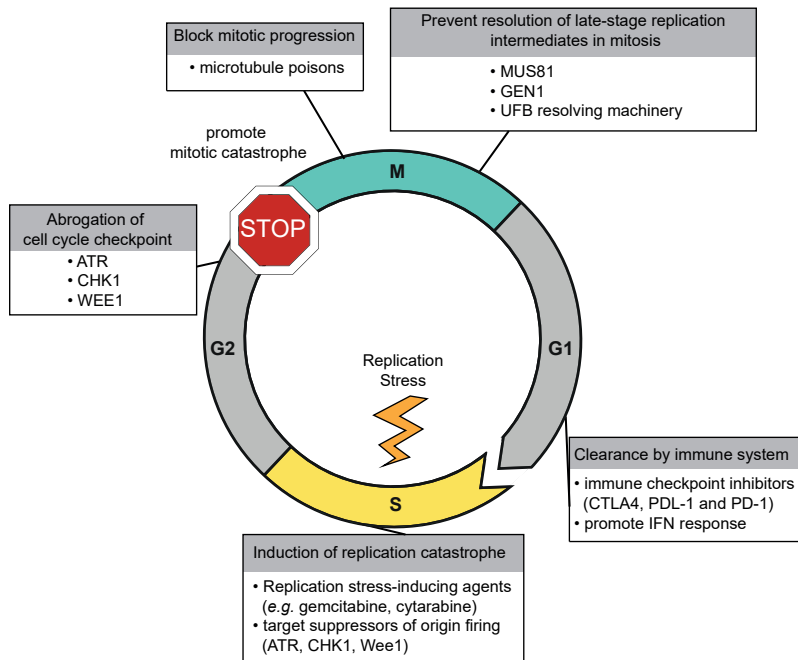 Block mitotic progression
• microtubule poisons
Prevent resolution of late-stage replication
intermediates in mitosis
• MUS81
• GEN1
• UFB resolving machinery
promote
mitotic catastrophe
M
STOP
Abrogation of
cell cycle checkpoint
• ATR
• CHK1
• WEE1
G2
G1
Replication
Stress
S
Clearance by immune system
• immune checkpoint inhibitors
(CTLA4, PDL-1 and PD-1)
• promote IFN response
Induction of replication catastrophe
• Replication stress-inducing agents
(e.g. gemcitabine, cytarabine)
• target suppressors of origin firing
(ATR, CHK1, Wee1)